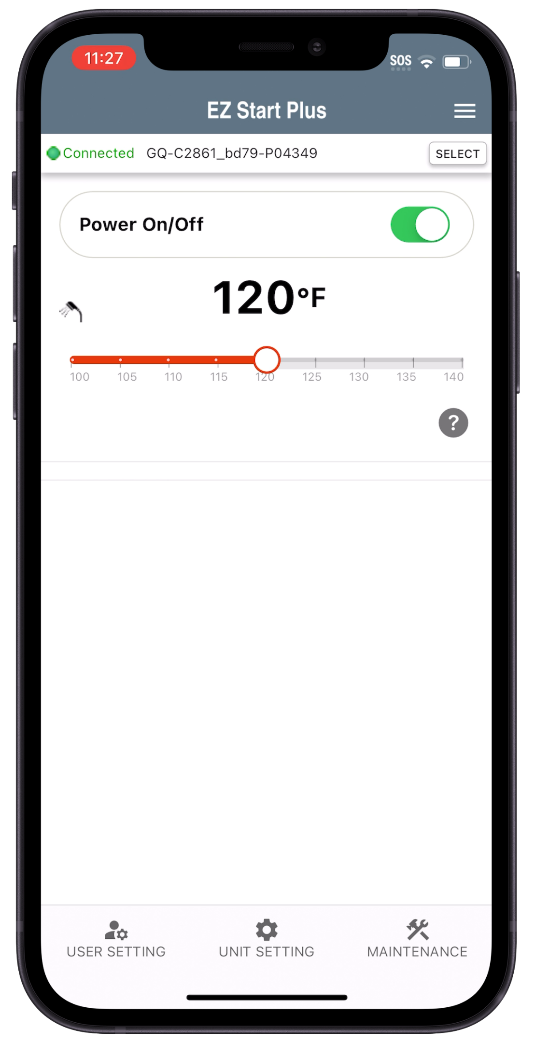 11:27
SOS
EZ Start Plus
Connected GQ-C2861_bd79-P04349 SELECT
Power On/Off
120°F
100 105 110 115 120 125 130 135 140
?
USER SETTING UNIT SETTING MAINTENANCE